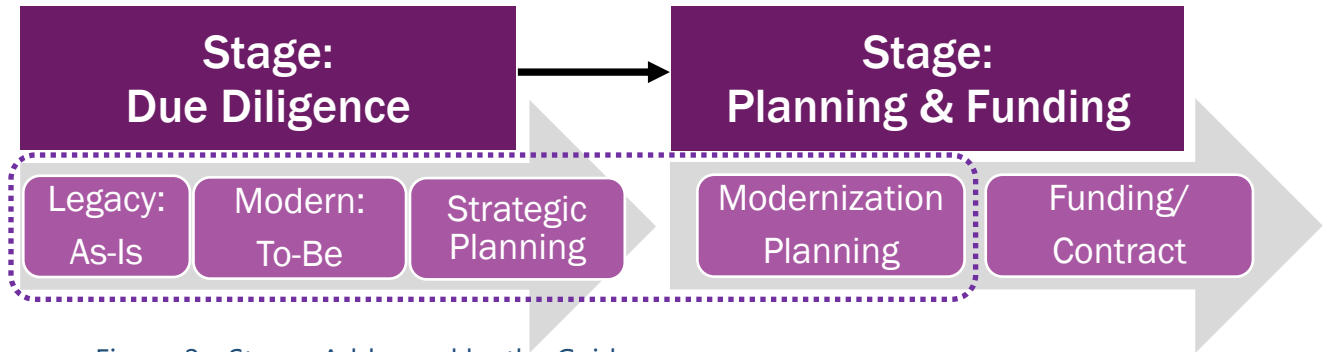 Stage:
Due Diligence
Stage:
Planning & Funding
Legacy:
As-Is
Modern:
To-Be
Strategic
Planning
Modernization
Planning
Funding/
Contract